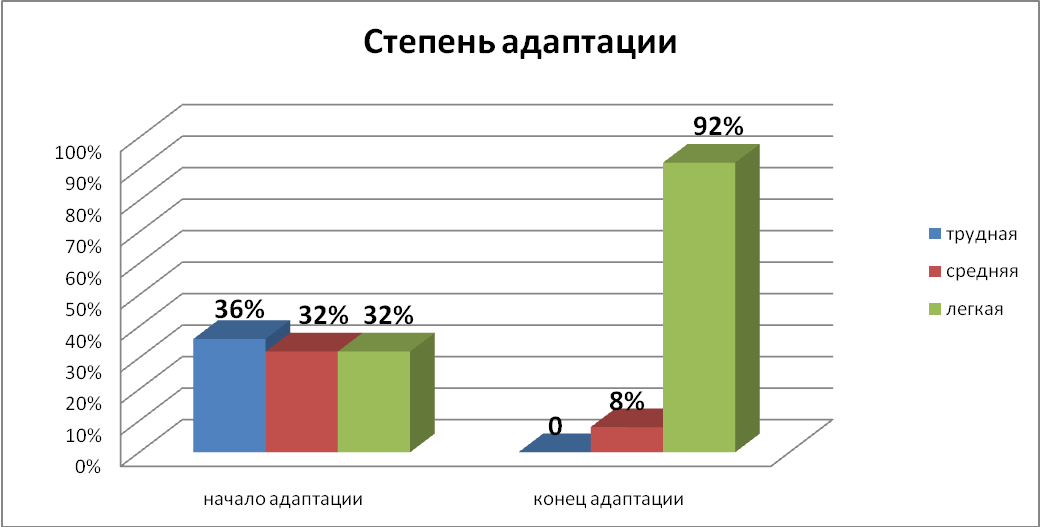 Степень адаптации
100%
90%
80%
70%
60%
50%
40%
30%
20%
10%
0%
36%
32%
32%
0
8%
92%
начало адаптации
конец адаптации
трудная
средняя
легкая